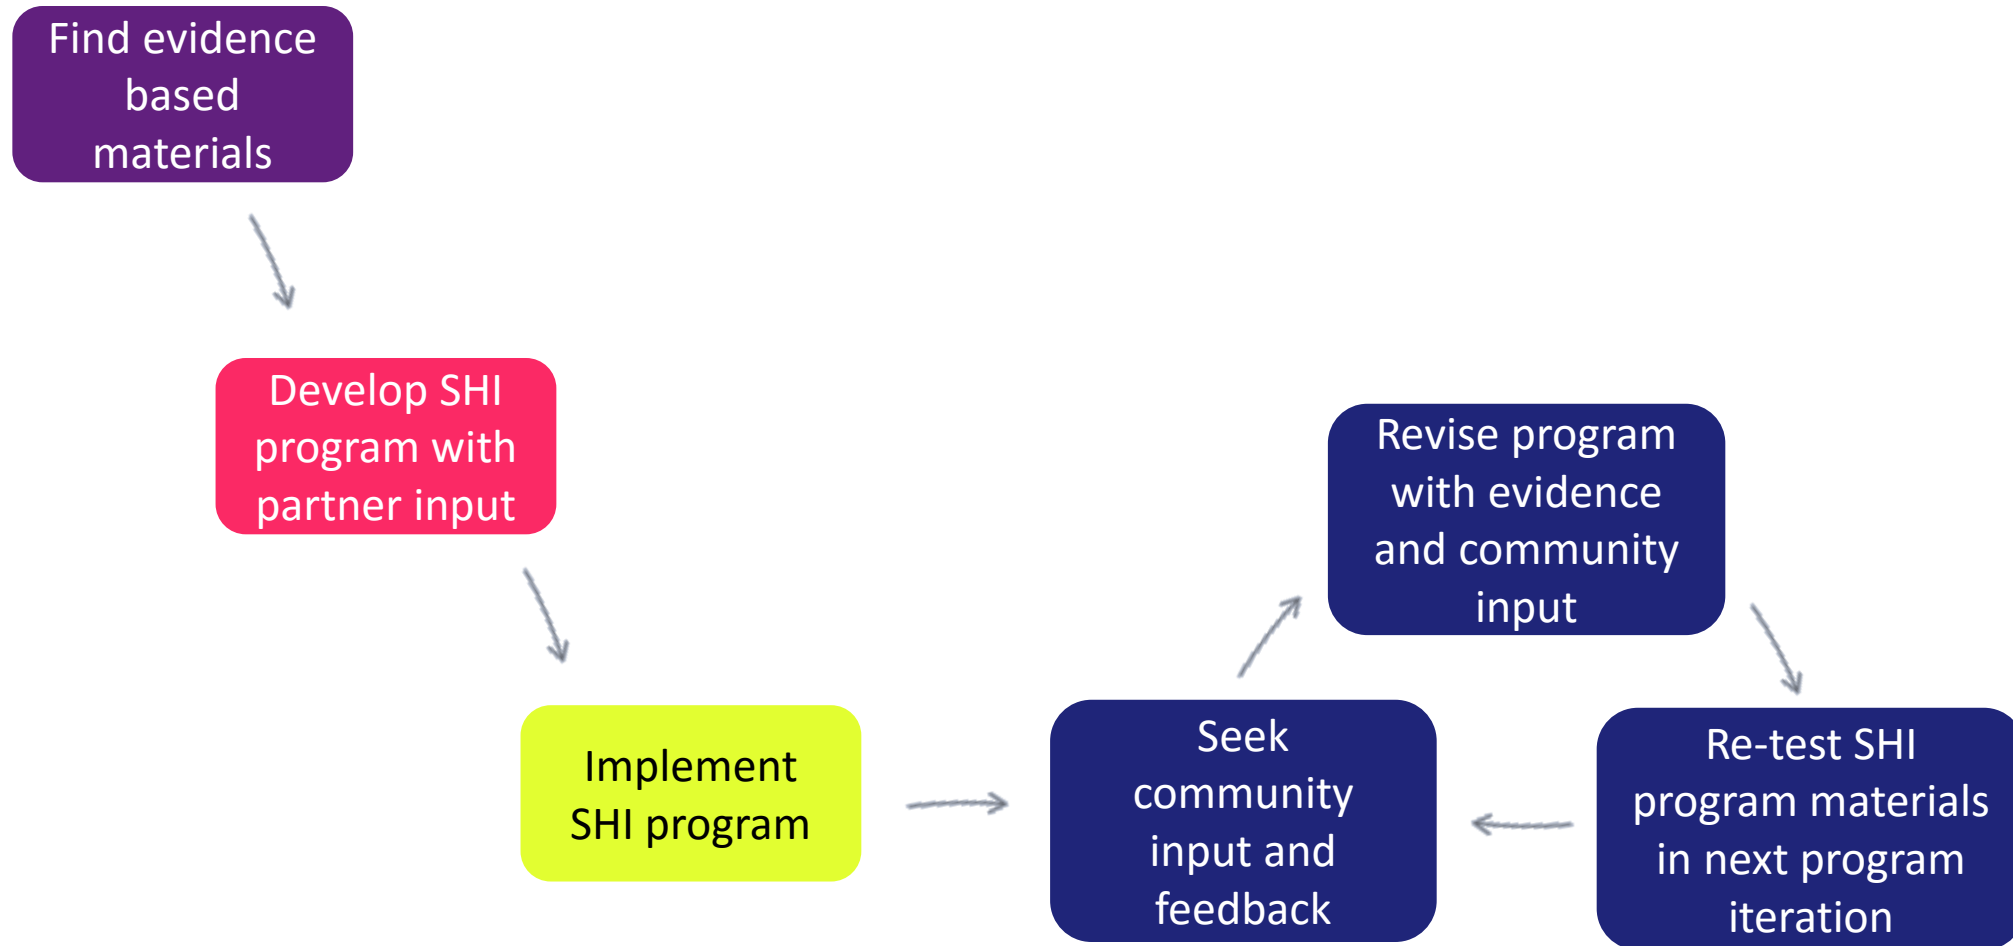 Find evidence
based
materials
Develop SHI
program with
partner input
Implement
SHI program
Seek
community
input and
feedback
Revise program
with evidence
and community
input
Re-test SHI
program materials
in next program
iteration